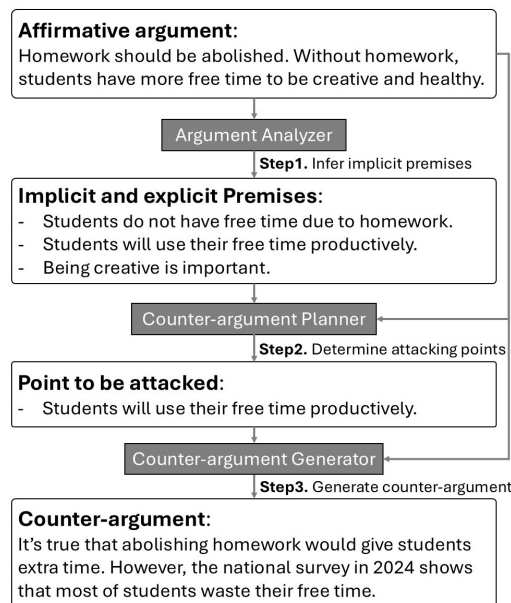 Affirmative argument:
Homework should be abolished. Without homework,
students have more free time to be creative and healthy.
Argument Analyzer
Step1. Infer implicit premises
Implicit and explicit Premises:
- Students do not have free time due to homework.
- Students will use their free time productively.
- Being creative is important.
Counter-argument Planner
Step2. Determine attacking points
Point to be attacked:
- Students will use their free time productively.
Counter-argument Generator
Step3. Generate counter-argument
Counter-argument:
It's true that abolishing homework would give students
extra time. However, the national survey in 2024 shows
that most of students waste their free time.